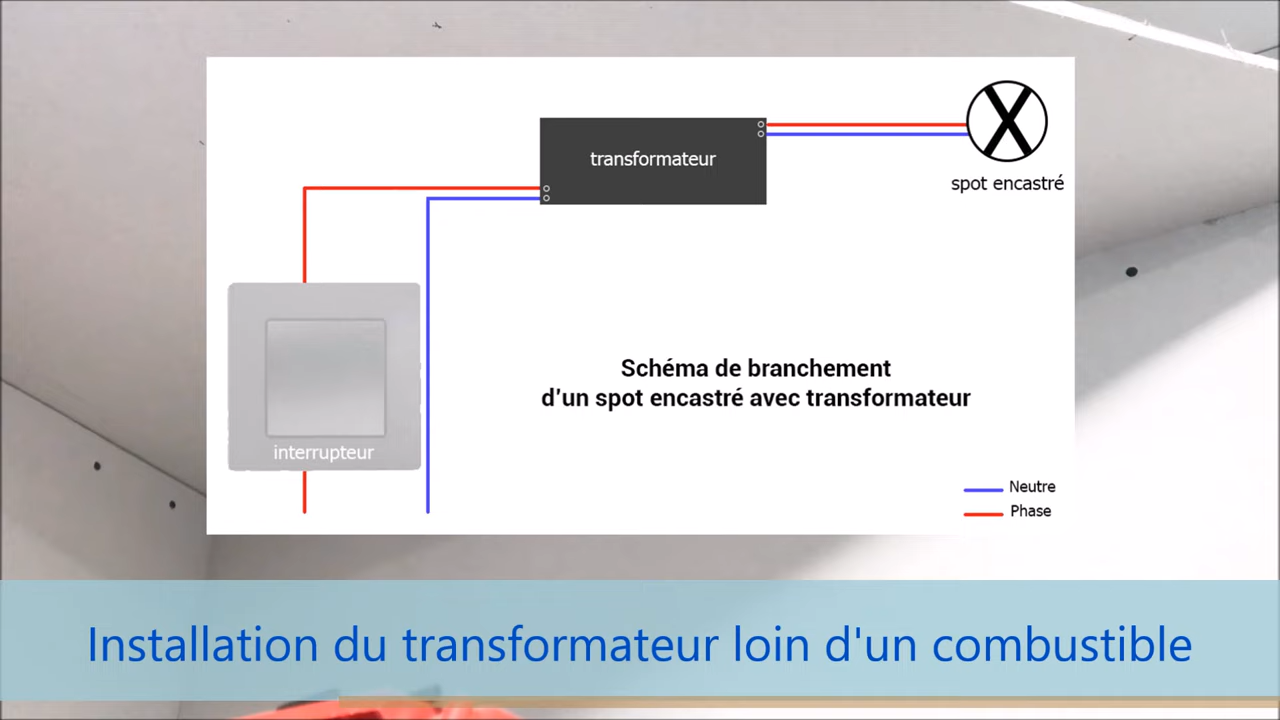 transformateur
spot encastré
interrupteur
Schéma de branchement
d'un spot encastré avec transformateur
Neutre
Phase
Installation du transformateur loin d'un combustible